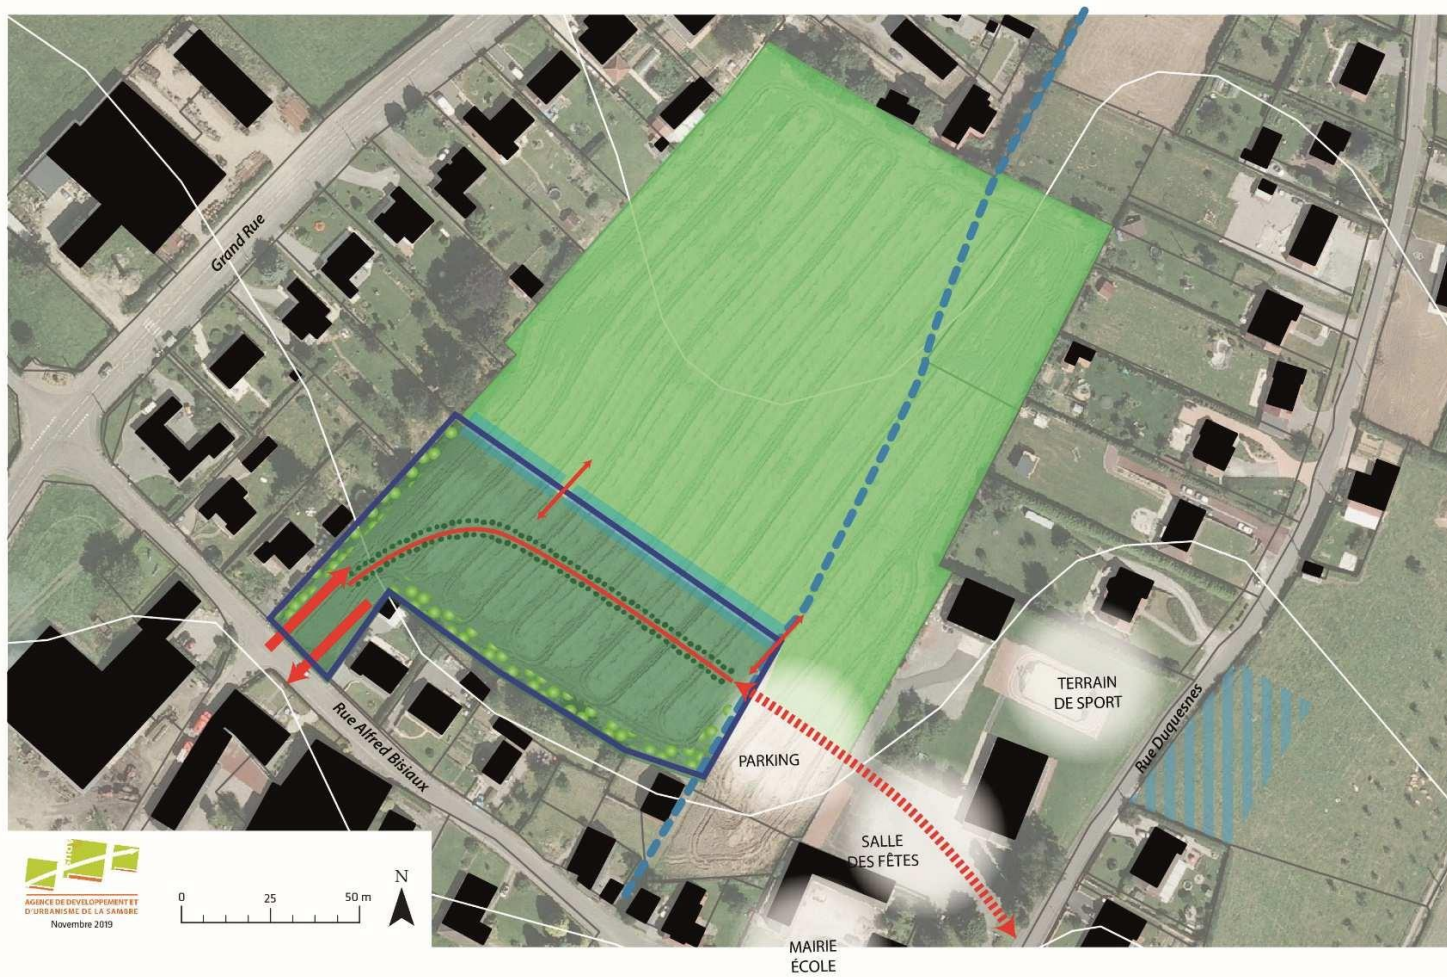 Grand Rue
TERRAIN
DE SPORT
Rue Duquesnes
Rue Alfred Bisiaux
PARKING
SALLE
DES FÊTES
MAIRIE
ÉCOLE
AGENCE DE DEVELOPPEMENT ET
D'URBANISME DE LA SAMBRE
Novembre 2019
0 25 50 m
N